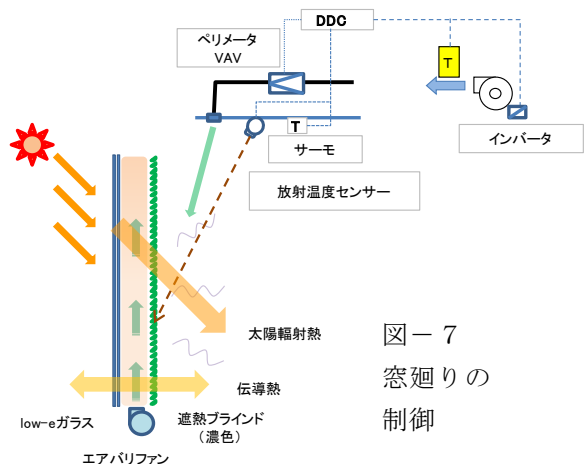 DDC
ペリメータ
VAV
T
インバータ
T
サーモ
放射温度センサー
太陽輻射熱
伝導熱
low-eガラス
遮熱ブラインド
（濃色）
エアバリファン
図－７
窓廻りの
制御